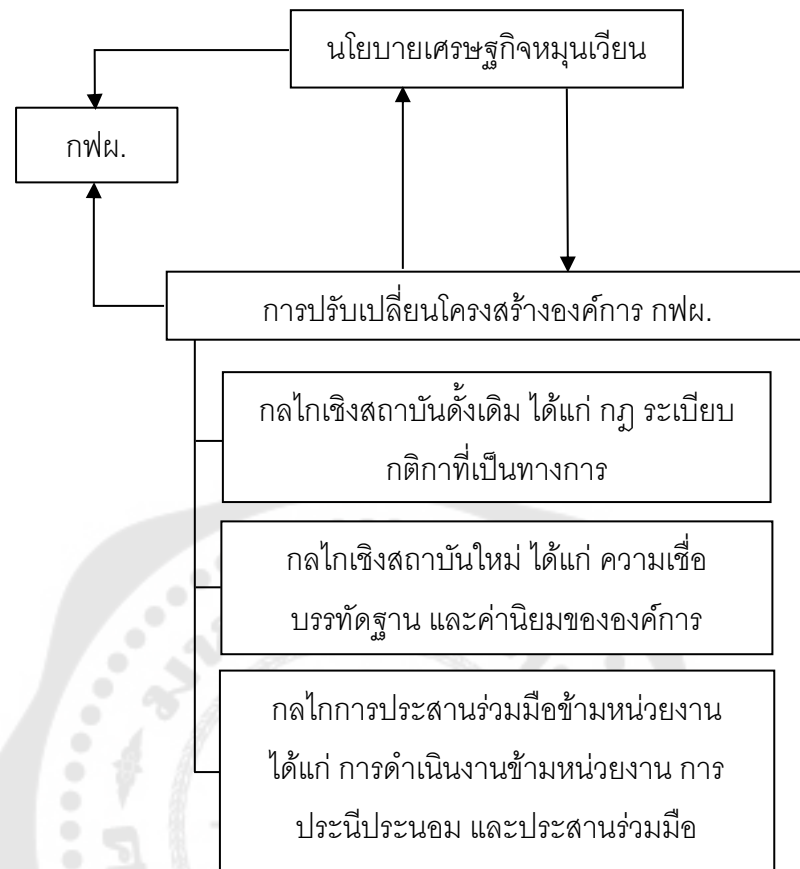 นโยบายเศรษฐกิจหมุนเวียน
กฟผ.
การปรับเปลี่ยนโครงสร้างองค์การ กฟผ.
กลไกเชิงสถาบันดั้งเดิม ได้แก่ กฎ ระเบียบ
กติกาที่เป็นทางการ
กลไกเชิงสถาบันใหม่ ได้แก่ ความเชื่อ
บรรทัดฐาน และค่านิยมขององค์การ
กลไกการประสานร่วมมือข้ามหน่วยงาน
ได้แก่ การดำเนินงานข้ามหน่วยงาน การ
ประนีประนอม และประสานร่วมมือ